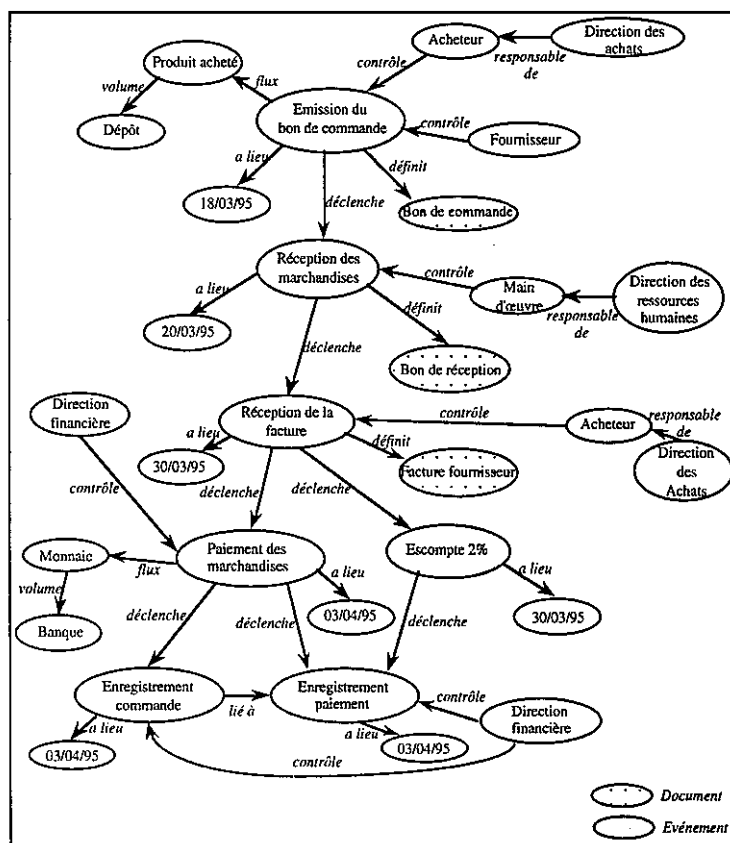 Direction des
achats
Acheteur
responsable
de
contrôle
Produit acheté
flux
volume
Dépôt
Emission du
bon de commande
contrôle
Fournisseur
a lieu
définit
18/03/95
déclenche
Bon de commande
Réception des
marchandises
contrôle
Main
d'œuvre
Direction des
ressources
humaines
responsable
de
a lieu
20/03/95
définit
déclenche
Bon de réception
Direction
financière
Réception de la
facture
contrôle
Acheteur
responsable
de
a lieu
30/03/95
définit
Facture fournisseur
Direction
des
Achats
contrôle
déclenche
déclenche
Monnaie
flux
Paiement des
marchandises
Escompte 2%
a lieu
a lieu
volume
03/04/95
30/03/95
Banque
déclenche
déclenche
déclenche
Enregistrement
commande
lié à
Enregistrement
paiement
contrôle
Direction
financière
a lieu
03/04/95
a lieu
03/04/95
contrôle
Document
Evénement